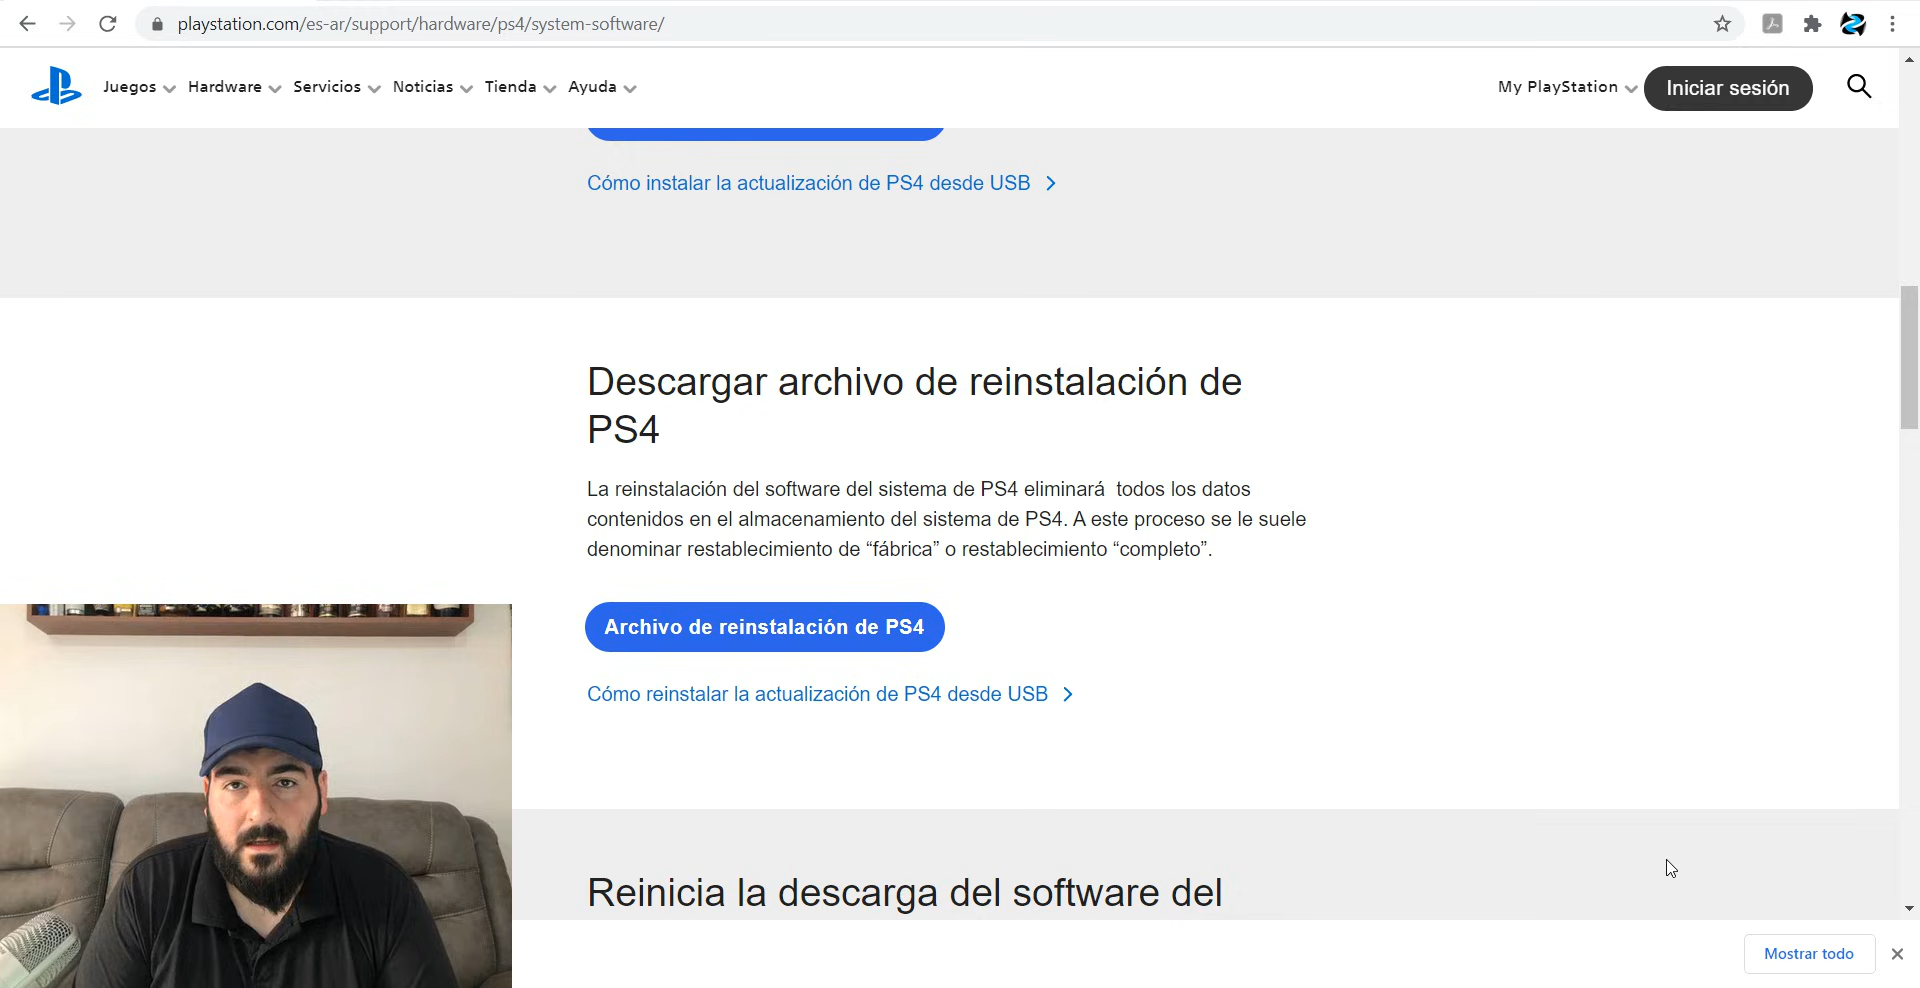 playstation.com/es-ar/support/hardware/ps4/system-software/
Juegos Hardware Servicios Noticias Tienda Ayuda My PlayStation Iniciar sesión
Cómo instalar la actualización de PS4 desde USB
Descargar archivo de reinstalación de
PS4
La reinstalación del software del sistema de PS4 eliminará todos los datos
contenidos en el almacenamiento del sistema de PS4. A este proceso se le suele
denominar restablecimiento de “fábrica” o restablecimiento “completo”.
Archivo de reinstalación de PS4
Cómo reinstalar la actualización de PS4 desde USB
Reinicia la descarga del software del
Mostrar todo